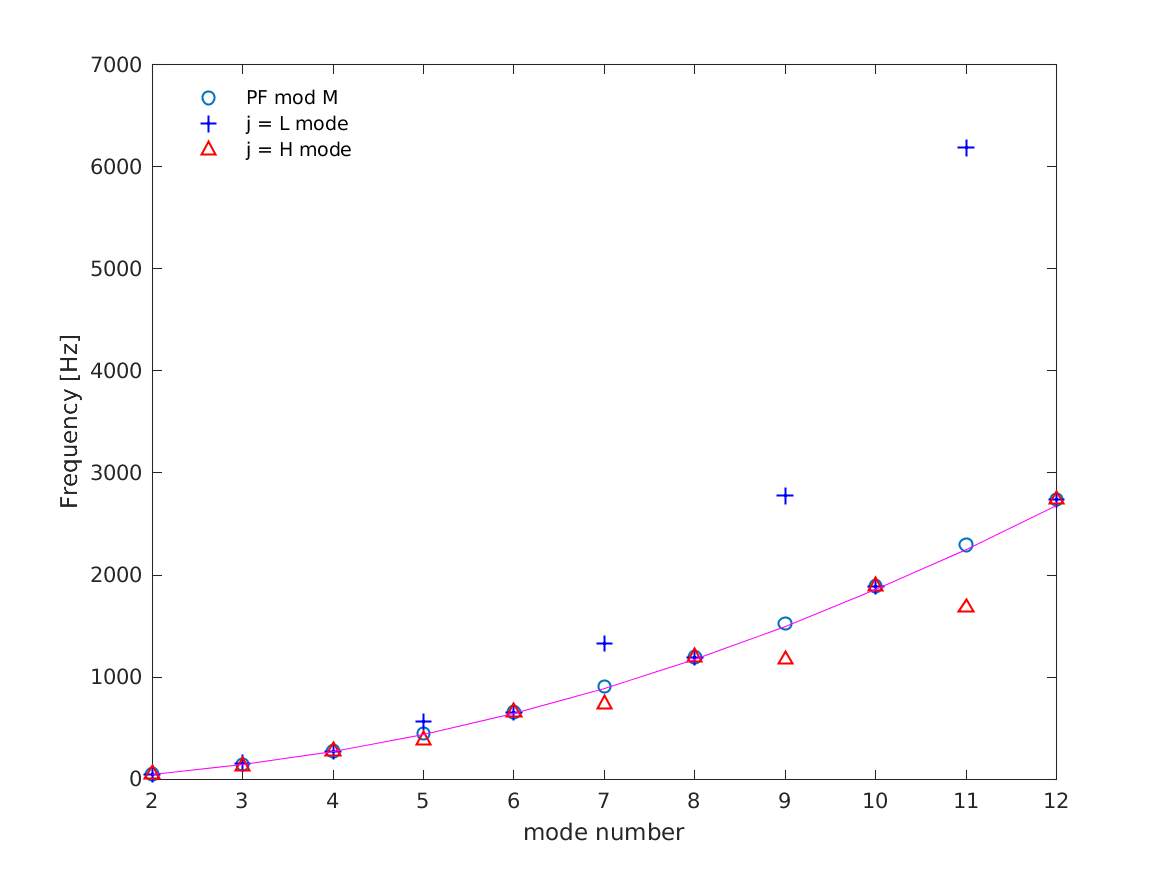 7000
6000
5000
4000
3000
2000
1000
0
Frequency [Hz]
PF mod M
j = L mode
j = H mode
2 3 4 5 6 7 8 9 10 11 12
mode number